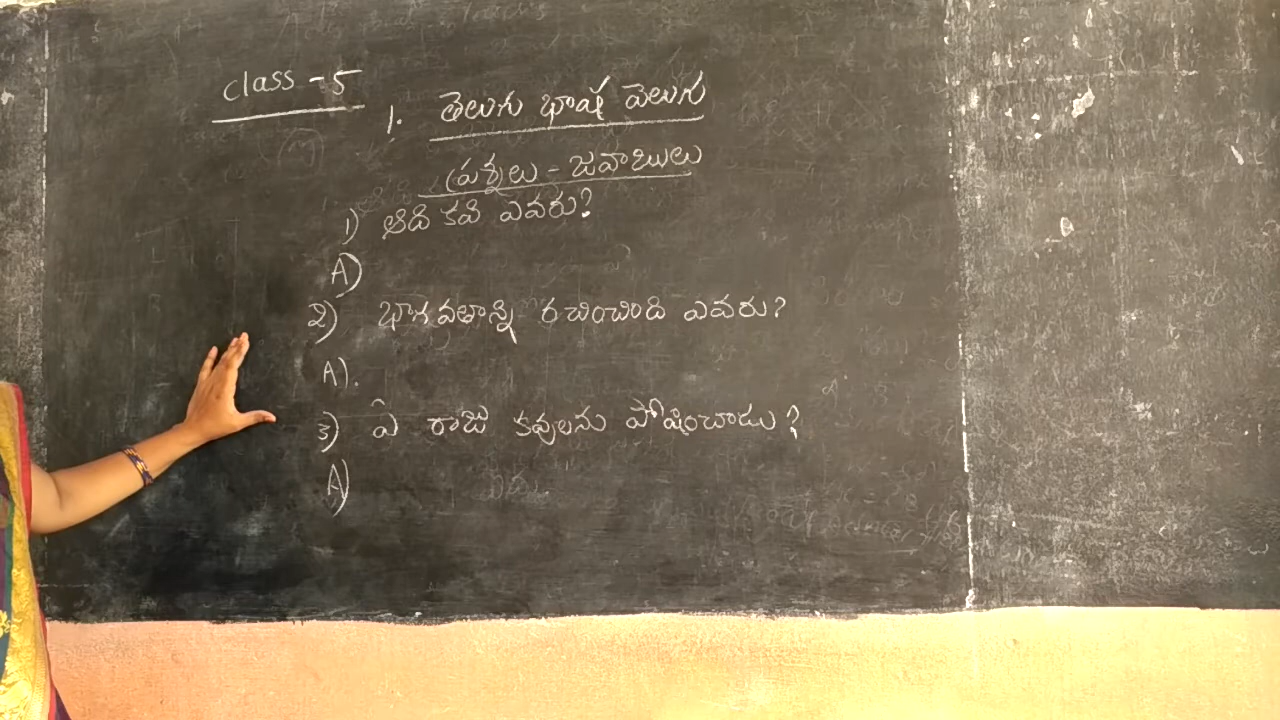 class - 5
1. తెలుగు భాష వెలుగు
ప్రశ్నలు - జవాబులు
1) ఆది కవి ఎవరు?
A)
2) భాగవతాన్ని రచించింది ఎవరు?
A).
3) ఏ రాజు కవులను పోషించాడు?
A)